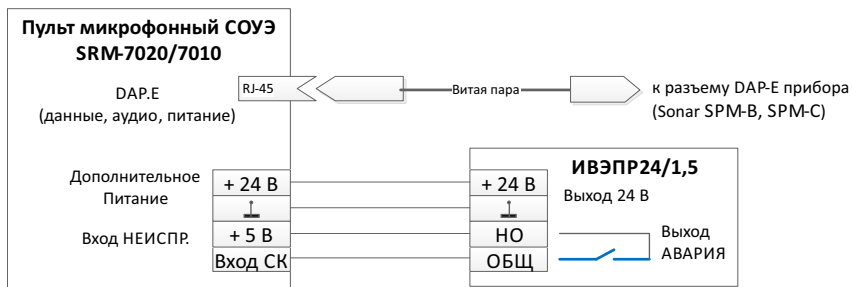 Пульт микрофонный СОУЭ
SRM-7020/7010
DAP.E
(данные, аудио, питание)
RJ-45
Витая пара
к разъему DAP-E прибора
(Sonar SPM-B, SPM-C)
Дополнительное
Питание
+ 24 В
Вход НЕИСПР.
+ 5 В
Вход СК
ИВЭПР24/1,5
+ 24 В
Выход 24 В
НО
ОБЩ
Выход
АВАРИЯ